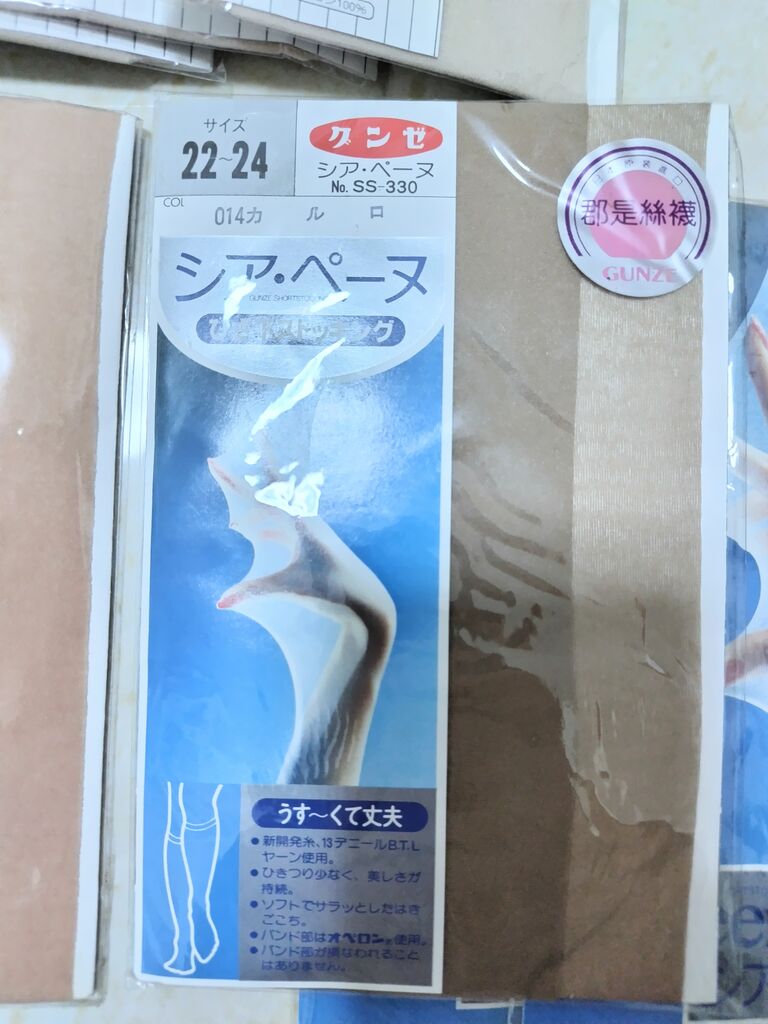 ン100%
サイズ
22~24
グンゼ
シア・ペーヌ
No. SS-330
COL
014カルロ
シア・ペーヌ
うす〜くて丈夫
●新開発糸、13デニールB.T.L
ヤーン使用。
●ひきつり少なく、美しさが
持続。
●ソフトでサラッとしたはき
ごこち。
●バンド部はオペロン®使用。
●バンド部が損なわれること
はありません。
郡是絲襪
GUNZE